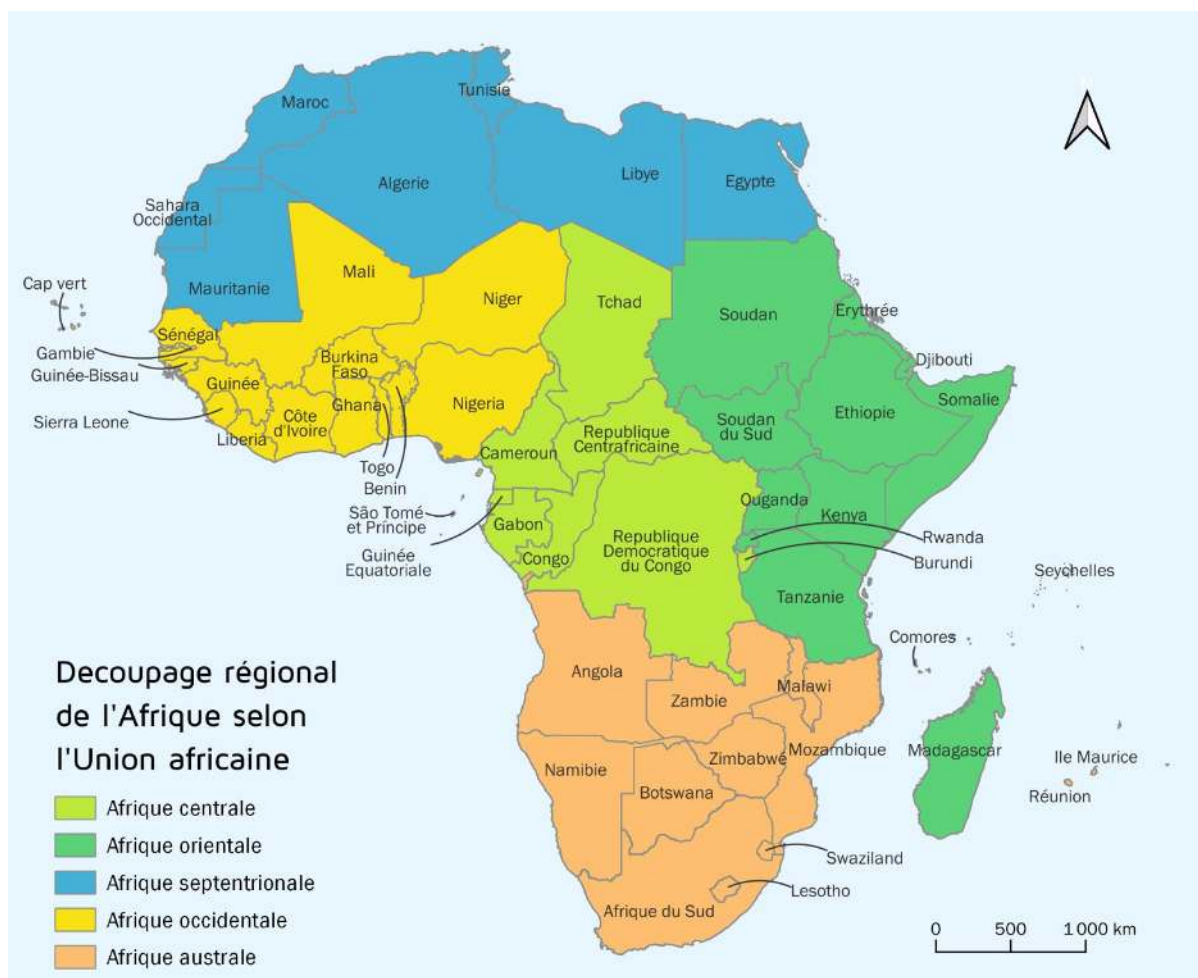 Tunisie
Maroc
Algerie
Libye
Egypte
Sahara
Occidental
Cap vert
Mauritanie
Mali
Niger
Tchad
Soudan
Erythrée
Sénégal
Gambie
Guinée-Bissau
Guinée
Burkina
Faso
Djibouti
Somalie
Sierra Leone
Liberia
Côte
d'Ivoire
Ghana
Nigeria
Ethiopie
Soudan
du Sud
Republique
Centrafricaine
Cameroun
Togo
Benin
São Tomé
et Príncipe
Guinée
Equatoriale
Gabon
Congo
Republique
Democratique
du Congo
Ouganda
Kenya
Rwanda
Burundi
Seychelles
Tanzanie
Comores
Angola
Zambie
Malawi
Mozambique
Zimbabwé
Namibie
Botswana
Madagascar
Ile Maurice
Réunion
Swaziland
Lesotho
Afrique du Sud
Decoupage régional
de l'Afrique selon
l'Union africaine
Afrique centrale
Afrique orientale
Afrique septentrionale
Afrique occidentale
Afrique australe
0 500 1 000 km